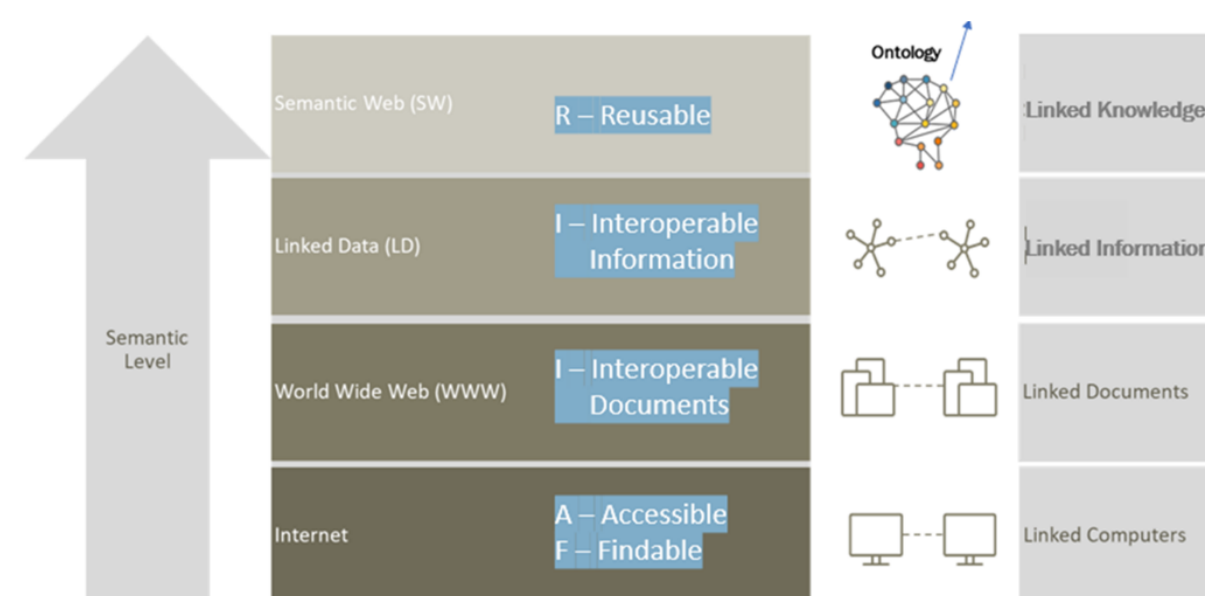 Ontology
Semantic Web (SW)
R – Reusable
Linked Knowledge
Linked Data (LD)
I – Interoperable
Information
Linked Information
Semantic
Level
World Wide Web (WWW)
I – Interoperable
Documents
Linked Documents
Internet
A – Accessible
F – Findable
Linked Computers